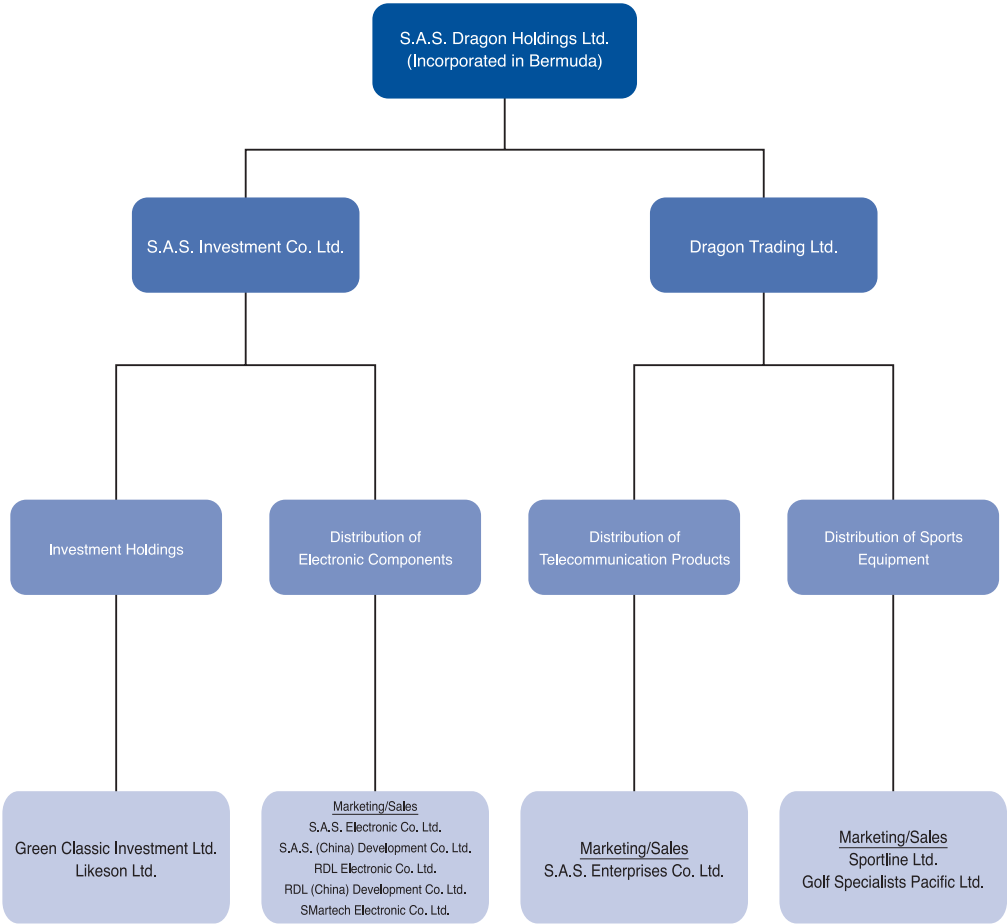 S.A.S. Dragon Holdings Ltd.
(Incorporated in Bermuda)
S.A.S. Investment Co. Ltd.
Dragon Trading Ltd.
Investment Holdings
Distribution of
Electronic Components
Distribution of
Telecommunication Products
Distribution of Sports
Equipment
Green Classic Investment Ltd.
Likeson Ltd.
Marketing/Sales
S.A.S. Electronic Co. Ltd.
S.A.S. (China) Development Co. Ltd.
RDL Electronic Co. Ltd.
RDL (China) Development Co. Ltd.
SMartech Electronic Co. Ltd.
Marketing/Sales
S.A.S. Enterprises Co. Ltd.
Marketing/Sales
Sportline Ltd.
Golf Specialists Pacific Ltd.